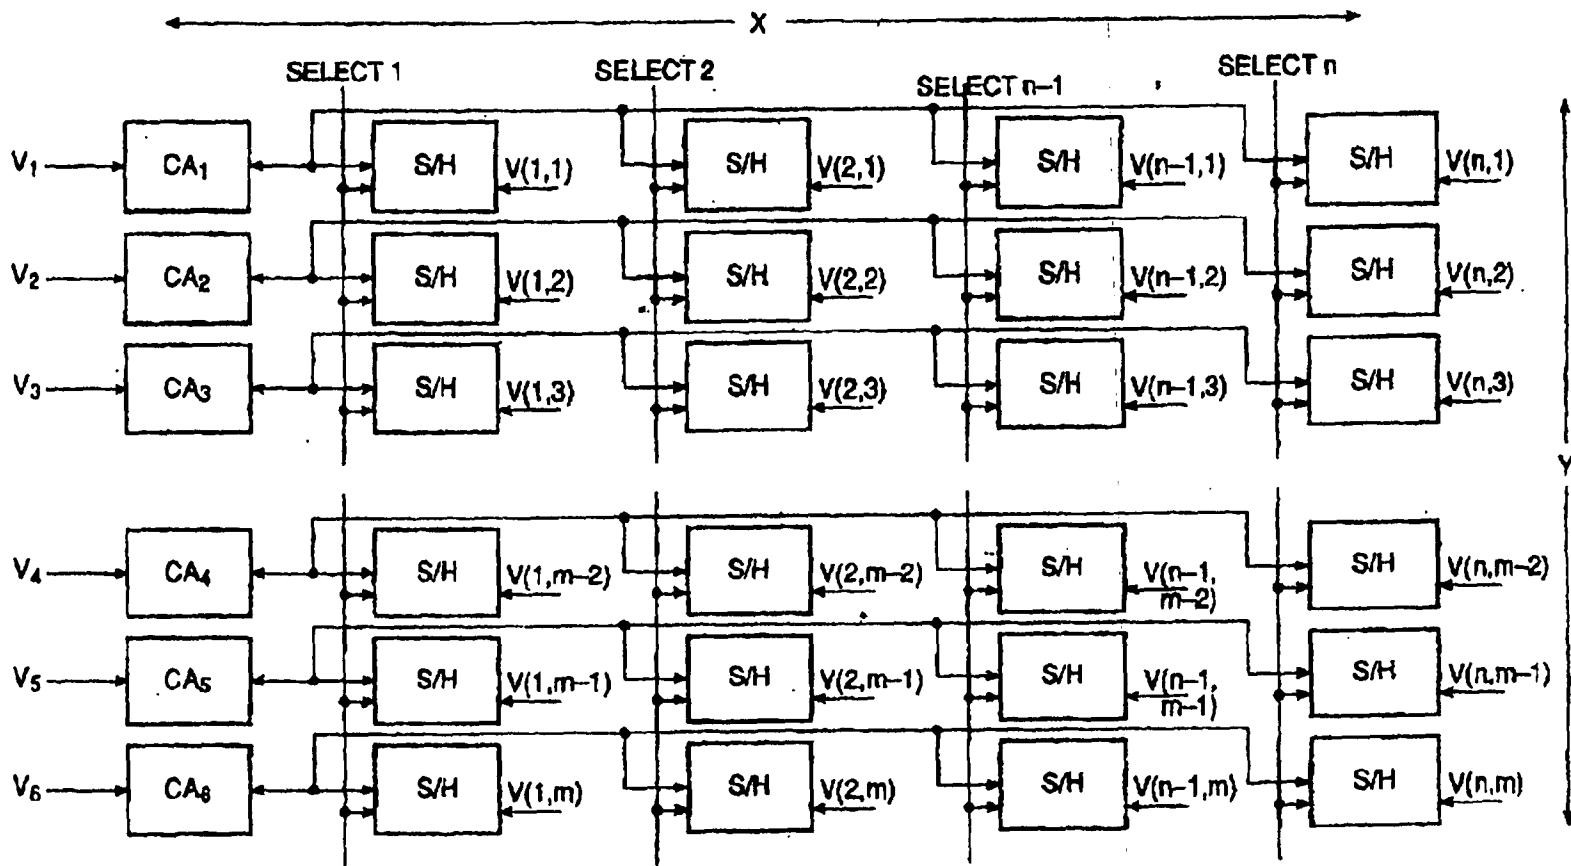 X
SELECT 1
SELECT 2
SELECT n–1
SELECT n
V1
CA1
S/H
V(1,1)
S/H
V(2,1)
S/H
V(n–1,1)
S/H
V(n,1)
V2
CA2
S/H
V(1,2)
S/H
V(2,2)
S/H
V(n–1,2)
S/H
V(n,2)
V3
CA3
S/H
V(1,3)
S/H
V(2,3)
S/H
V(n–1,3)
S/H
V(n,3)
Y
V4
CA4
S/H
V(1,m–2)
S/H
V(2,m–2)
S/H
V(n–1,
m–2)
S/H
V(n,m–2)
V5
CA5
S/H
V(1,m–1)
S/H
V(2,m–1)
S/H
V(n–1,
m–1)
S/H
V(n,m–1)
V6
CA6
S/H
V(1,m)
S/H
V(2,m)
S/H
V(n–1,m)
S/H
V(n,m)